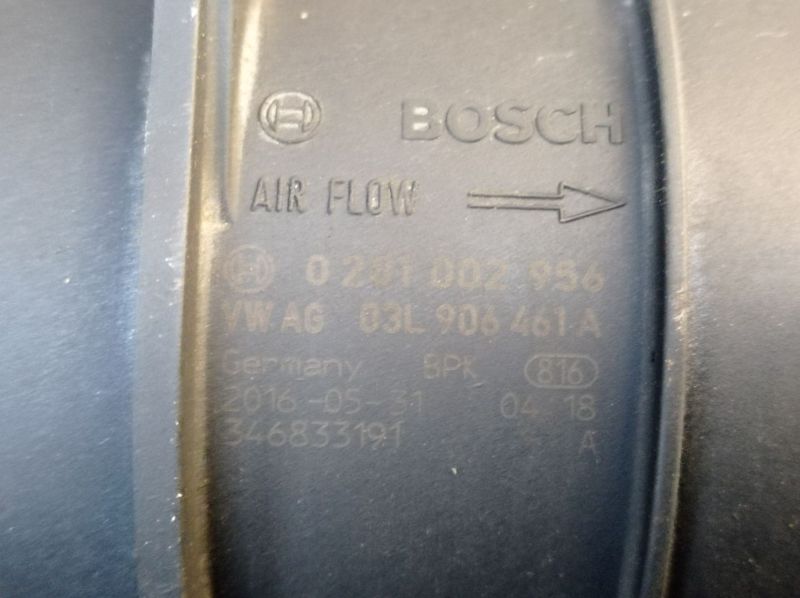 BOSCH
AIR FLOW
0 281 002 956
VW AG 03L 906 461 A
Germany BPK 816
2016-05-31 04 18
346833191 A